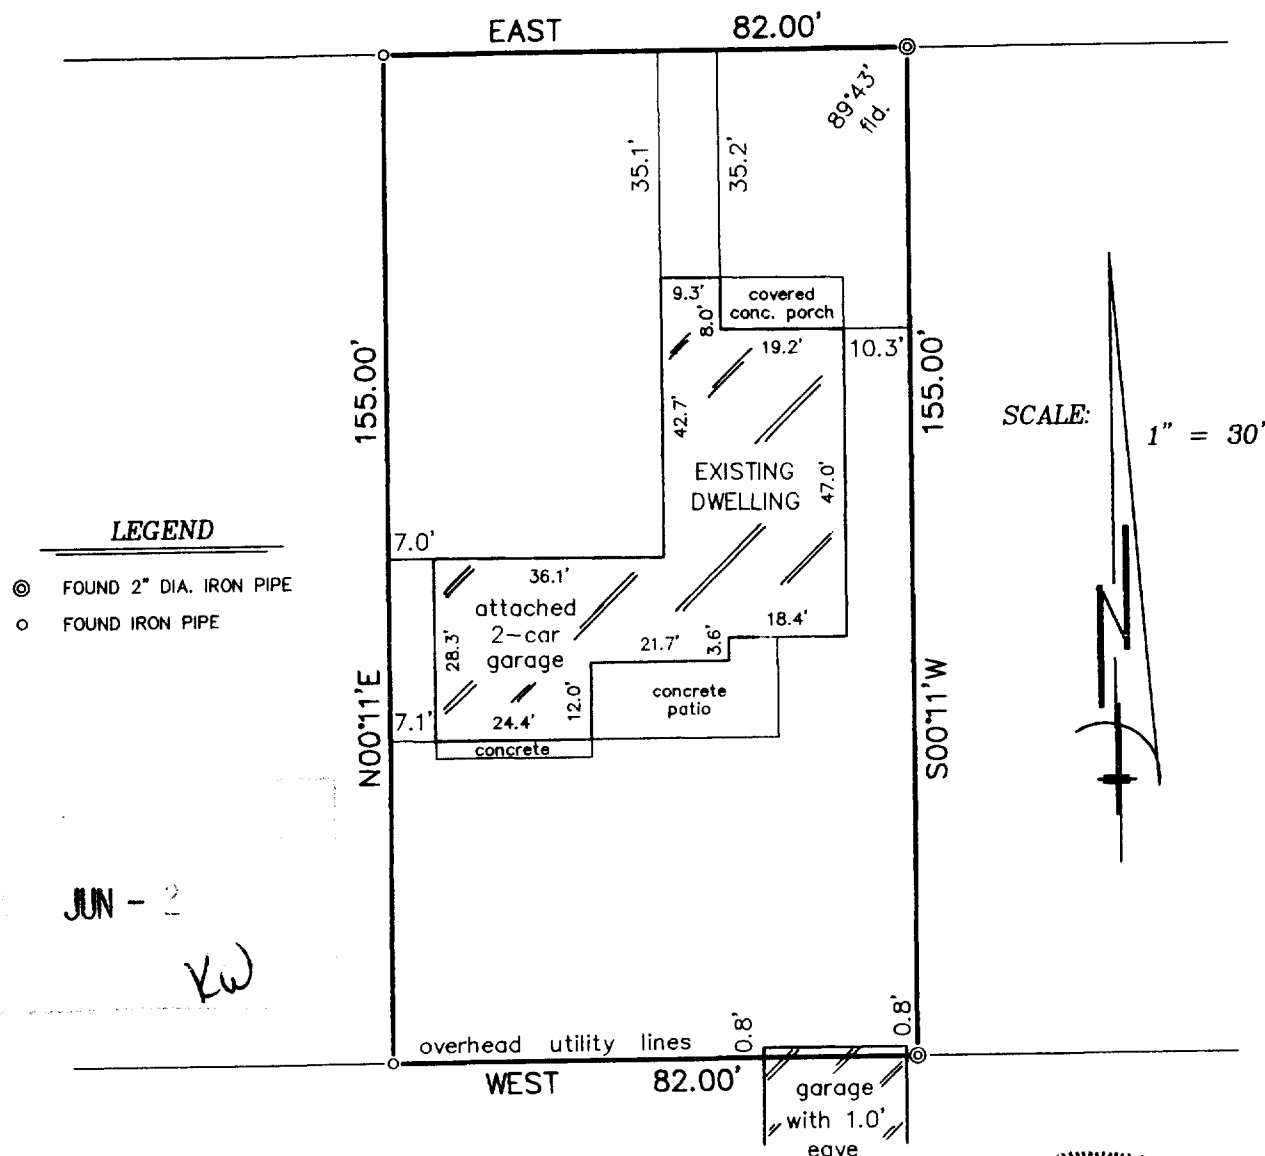 EAST 82.00'
89°43'
fld.
35.1'
35.2'
9.3'
8.0'
covered
conc. porch
19.2'
10.3'
155.00'
155.00'
42.7'
47.0'
EXISTING
DWELLING
SCALE:
1" = 30'
N
LEGEND
FOUND 2" DIA. IRON PIPE
FOUND IRON PIPE
7.0'
36.1'
attached
2-car
garage
28.3'
21.7'
3.6'
18.4'
concrete
patio
12.0'
24.4'
7.1'
concrete
N00°11'E
S00°11'W
JUN - 2
KW
overhead utility lines
0.8'
0.8'
WEST 82.00'
garage
with 1.0'
eave